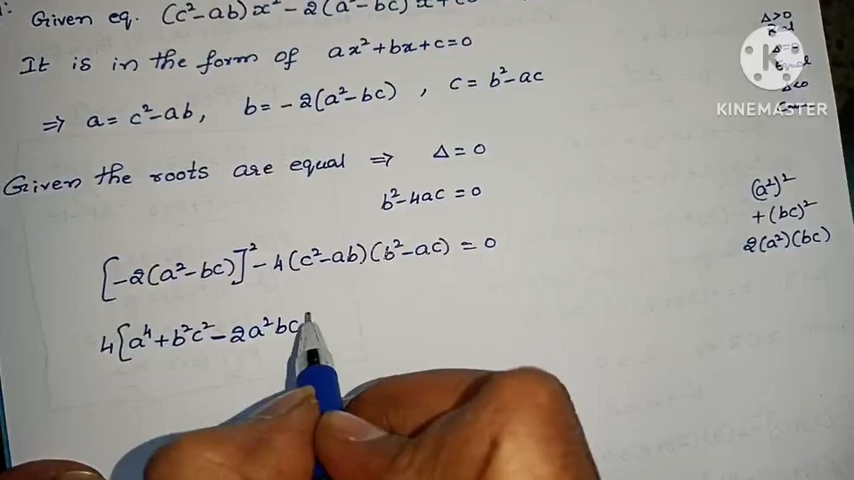 Given eq. (c²-ab)x² - 2(a²-bc)x+
It is in the form of ax²+bx+c=0
⇒ a = c²-ab, b = -2(a²-bc), c = b²-ac
Given the roots are equal ⇒ Δ = 0
b²-4ac = 0
[-2(a²-bc)]² - 4(c²-ab)(b²-ac) = 0
4[a⁴+b²c²-2a²bc
Δ>0
KINEMASTER
(a²)²
+(bc)²
2(a²)(bc)